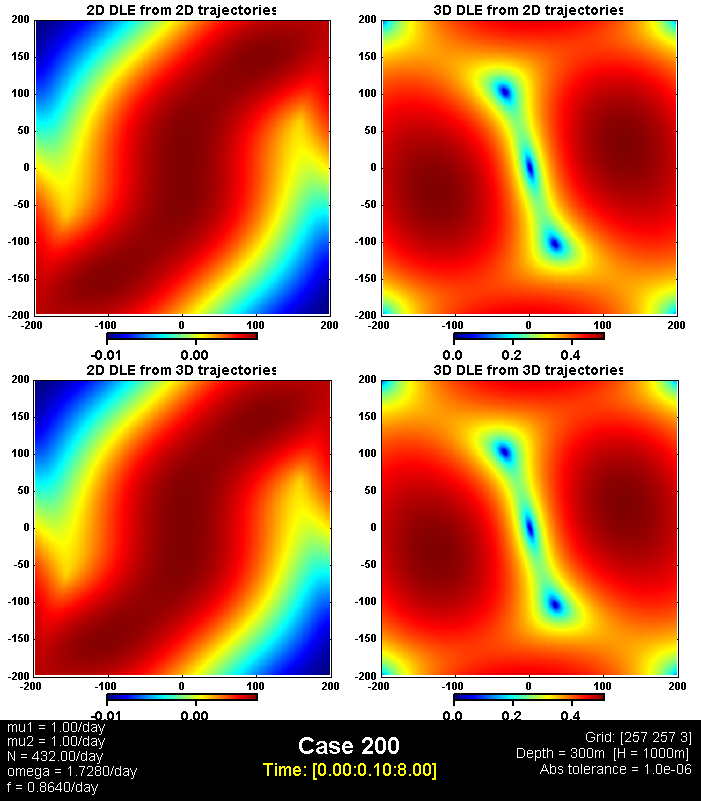 2D DLE from 2D trajectories
3D DLE from 2D trajectories
200
150
100
50
0
-50
-100
-150
-200
-200 -100 0 100 200
-0.01 0.00
200
150
100
50
0
-50
-100
-150
-200
-200 -100 0 100 200
0.0 0.2 0.4
2D DLE from 3D trajectories
3D DLE from 3D trajectories
200
150
100
50
0
-50
-100
-150
-200
-200 -100 0 100 200
-0.01 0.00
200
150
100
50
0
-50
-100
-150
-200
-200 -100 0 100 200
0.0 0.2 0.4
mu1 = 1.00/day
mu2 = 1.00/day
N = 432.00/day
omega = 1.7280/day
f = 0.8640/day
Case 200
Time: [0.00:0.10:8.00]
Grid: [257 257 3]
Depth = 300m [H = 1000m]
Abs tolerance = 1.0e-06